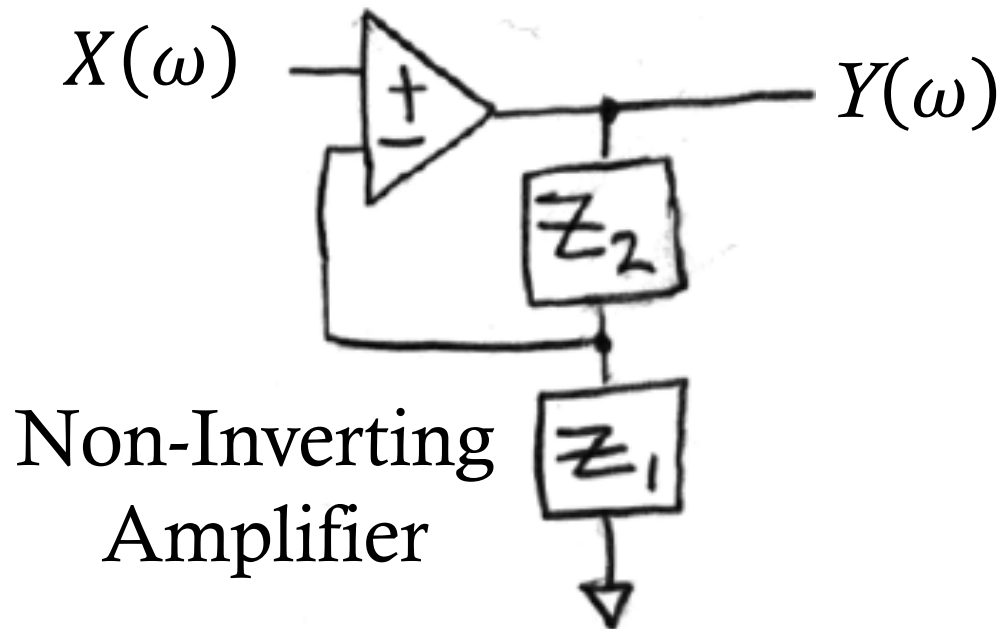 X(ω)
+
−
Y(ω)
Z₂
Non-Inverting
Amplifier
Z₁